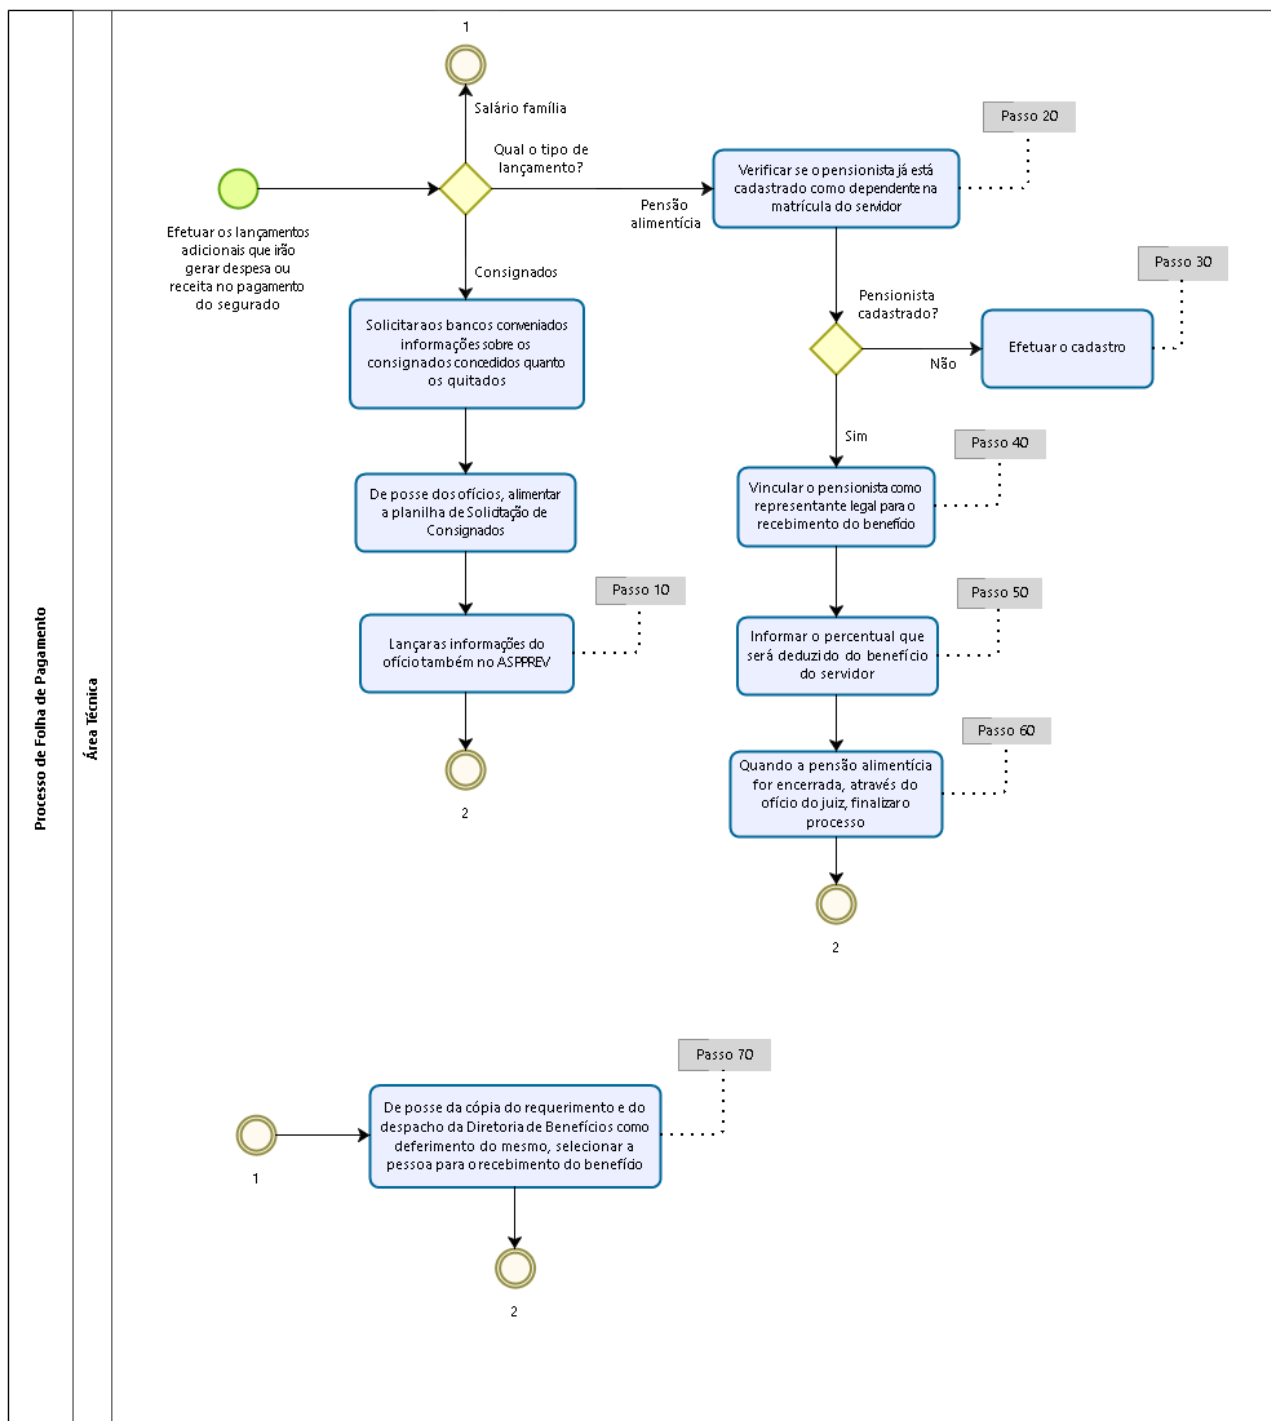 Processo de Folha de Pagamento
Área Técnica
1
Salário família
Qual o tipo de
lançamento?
Pensão
alimentícia
Consignados
Efetuar os lançamentos
adicionais que irão
gerar despesa ou
receita no pagamento
do segurado
Passo 20
Verificar se o pensionista já está
cadastrado como dependente na
matrícula do servidor
Passo 30
Pensionista
cadastrado?
Efetuar o cadastro
Não
Sim
Solicitar aos bancos conveniados
informações sobre os
consignados concedidos quanto
os quitados
Passo 40
Vincular o pensionista como
representante legal para o
recebimento do benefício
De posse dos ofícios, alimentar
a planilha de Solicitação de
Consignados
Passo 10
Lançar as informações do
ofício também no ASPPREV
2
Passo 50
Informar o percentual que
será deduzido do benefício
do servidor
Passo 60
Quando a pensão alimentícia
for encerrada, através do
ofício do juiz, finalizar o
processo
2
Passo 70
De posse da cópia do requerimento e do
despacho da Diretoria de Benefícios como
deferimento do mesmo, selecionar a
pessoa para o recebimento do benefício
1
2